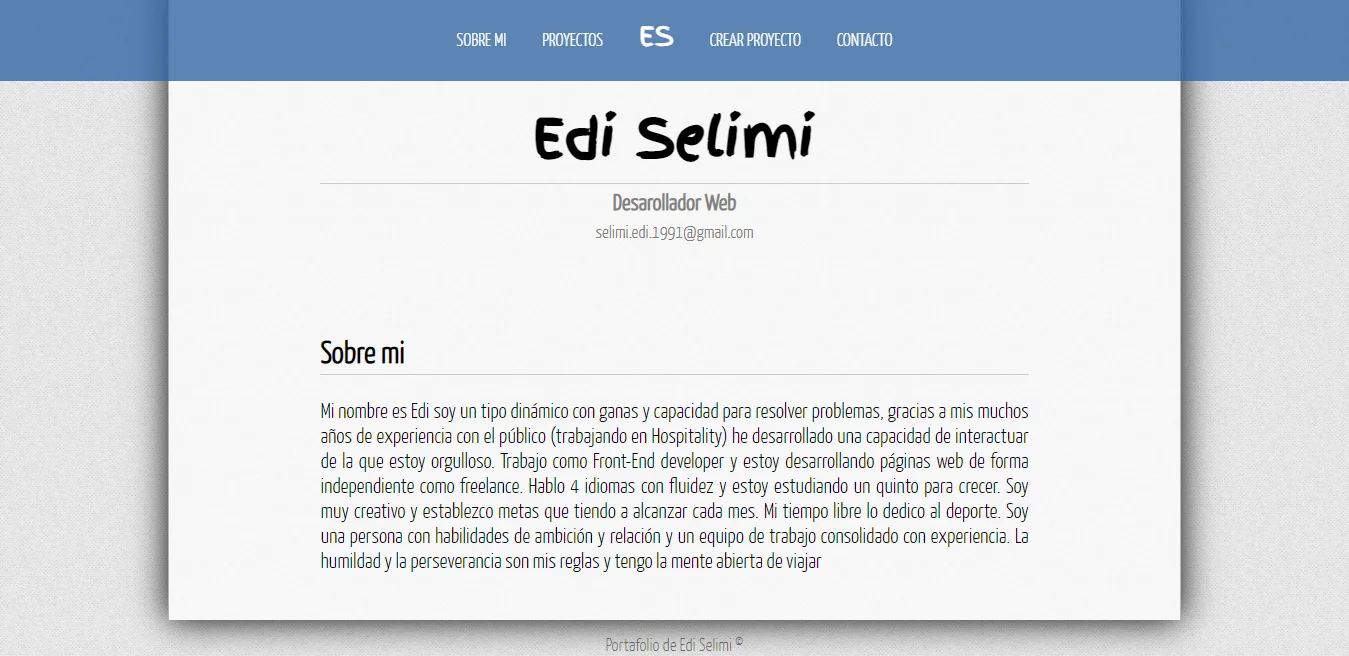 SOBRE MI PROYECTOS ES CREAR PROYECTO CONTACTO
Edi Selimi
Desarollador Web
selimi.edi.1991@gmail.com
Sobre mi
Mi nombre es Edi soy un tipo dinámico con ganas y capacidad para resolver problemas, gracias a mis muchos
años de experiencia con el público (trabajando en Hospitality) he desarrollado una capacidad de interactuar
de la que estoy orgulloso. Trabajo como Front-End developer y estoy desarrollando páginas web de forma
independiente como freelance. Hablo 4 idiomas con fluidez y estoy estudiando un quinto para crecer. Soy
muy creativo y establezco metas que tiendo a alcanzar cada mes. Mi tiempo libre lo dedico al deporte. Soy
una persona con habilidades de ambición y relación y un equipo de trabajo consolidado con experiencia. La
humildad y la perseverancia son mis reglas y tengo la mente abierta de viajar
Portafolio de Edi Selimi ©